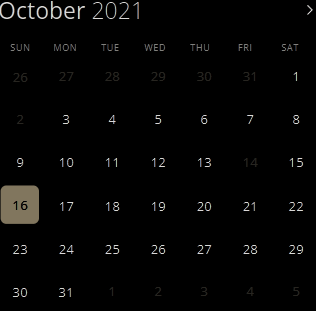 October 2021
SUN MON TUE WED THU FRI SAT
26 27 28 29 30 31 1
2 3 4 5 6 7 8
9 10 11 12 13 14 15
16 17 18 19 20 21 22
23 24 25 26 27 28 29
30 31 1 2 3 4 5